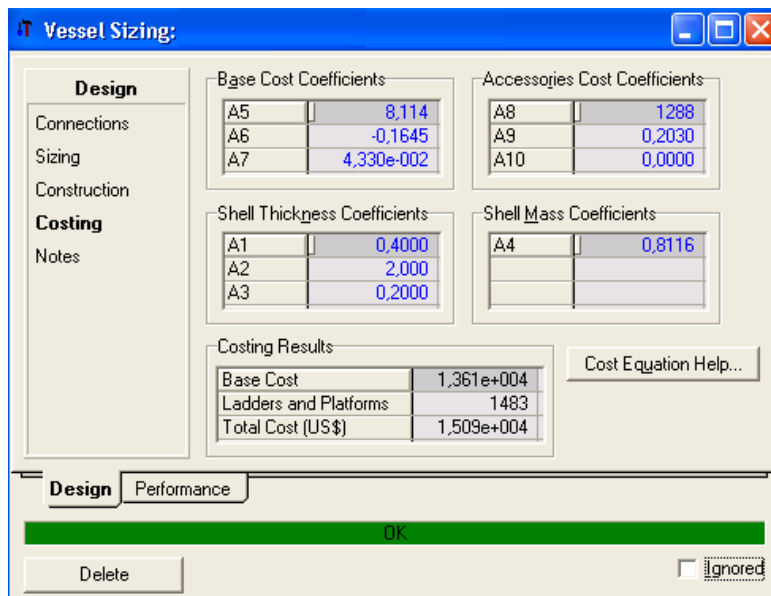 Vessel Sizing:
Design
Connections
Sizing
Construction
Costing
Notes
Base Cost Coefficients
A5 8,114
A6 -0,1645
A7 4,330e-002
Accessories Cost Coefficients
A8 1288
A9 0,2030
A10 0,0000
Shell Thickness Coefficients
A1 0,4000
A2 2,000
A3 0,2000
Shell Mass Coefficients
A4 0,8116
Costing Results
Base Cost 1,361e+004
Ladders and Platforms 1483
Total Cost (US$) 1,509e+004
Cost Equation Help...
Design Performance
OK
Delete
Ignored